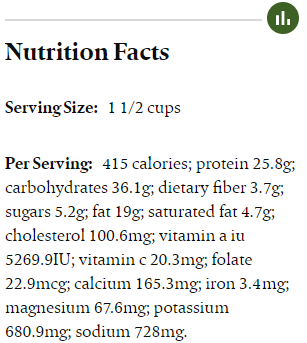 Nutrition Facts
Serving Size: 1 1/2 cups
Per Serving: 415 calories; protein 25.8g;
carbohydrates 36.1g; dietary fiber 3.7g;
sugars 5.2g; fat 19g; saturated fat 4.7g;
cholesterol 100.6mg; vitamin a iu
5269.9IU; vitamin c 20.3mg; folate
22.9mcg; calcium 165.3mg; iron 3.4mg;
magnesium 67.6mg; potassium
680.9mg; sodium 728mg.